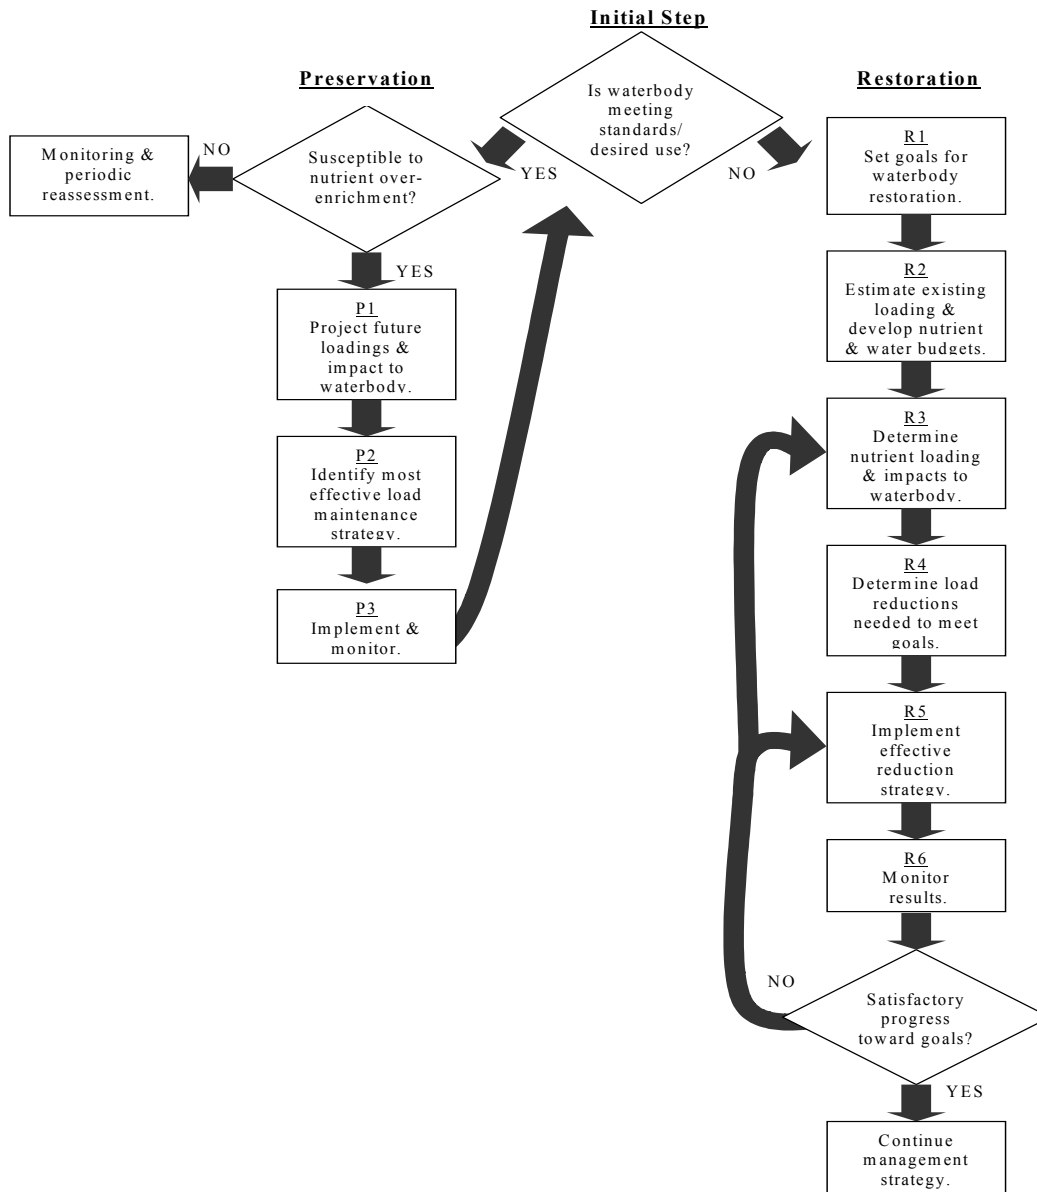 Initial Step
Is waterbody
meeting
standards/
desired use?
YES
NO
Preservation
Susceptible to
nutrient over-
enrichment?
NO
Monitoring &
periodic
reassessment.
YES
P1
Project future
loadings &
impact to
waterbody.
P2
Identify most
effective load
maintenance
strategy.
P3
Implement &
monitor.
Restoration
R1
Set goals for
waterbody
restoration.
R2
Estimate existing
loading &
develop nutrient
& water budgets.
R3
Determine
nutrient loading
& impacts to
waterbody.
R4
Determine load
reductions
needed to meet
goals.
R5
Implement
effective
reduction
strategy.
R6
Monitor
results.
NO
Satisfactory
progress
toward goals?
YES
Continue
management
strategy.